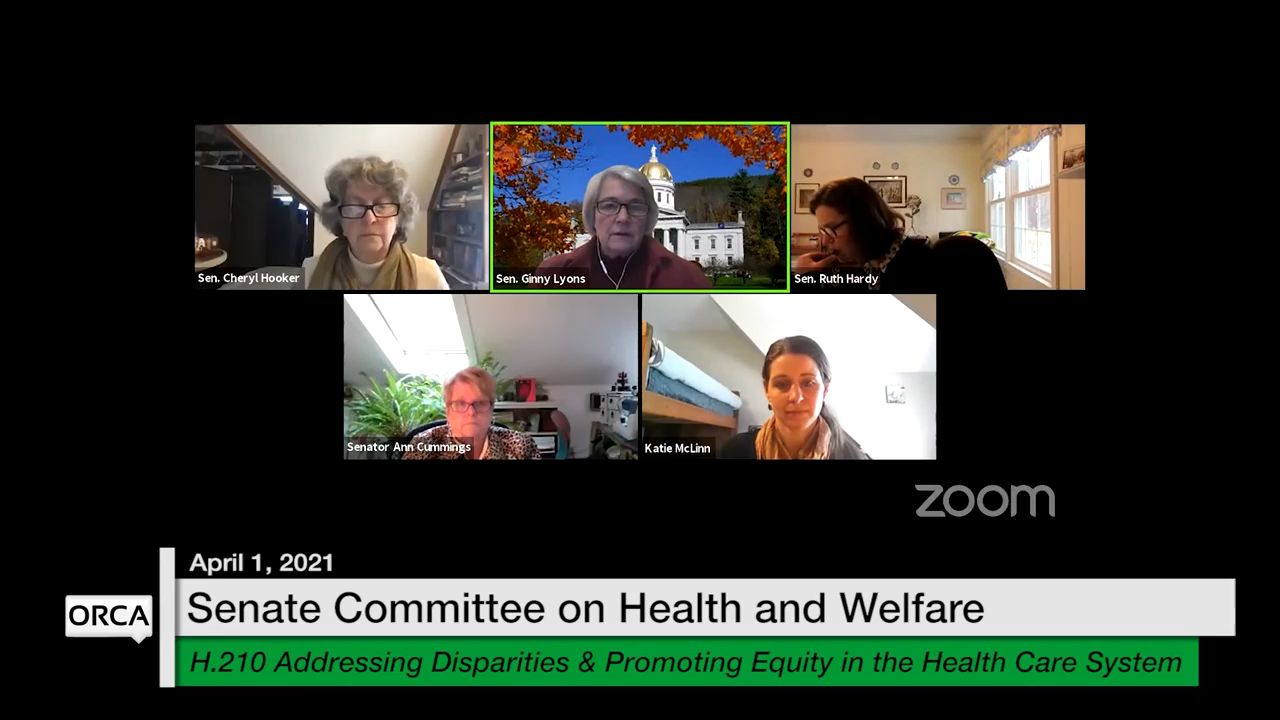 Sen. Cheryl Hooker
Sen. Ginny Lyons
Sen. Ruth Hardy
Senator Ann Cummings
Katie McLinn
zoom
April 1, 2021
ORCA
Senate Committee on Health and Welfare
H.210 Addressing Disparities & Promoting Equity in the Health Care System